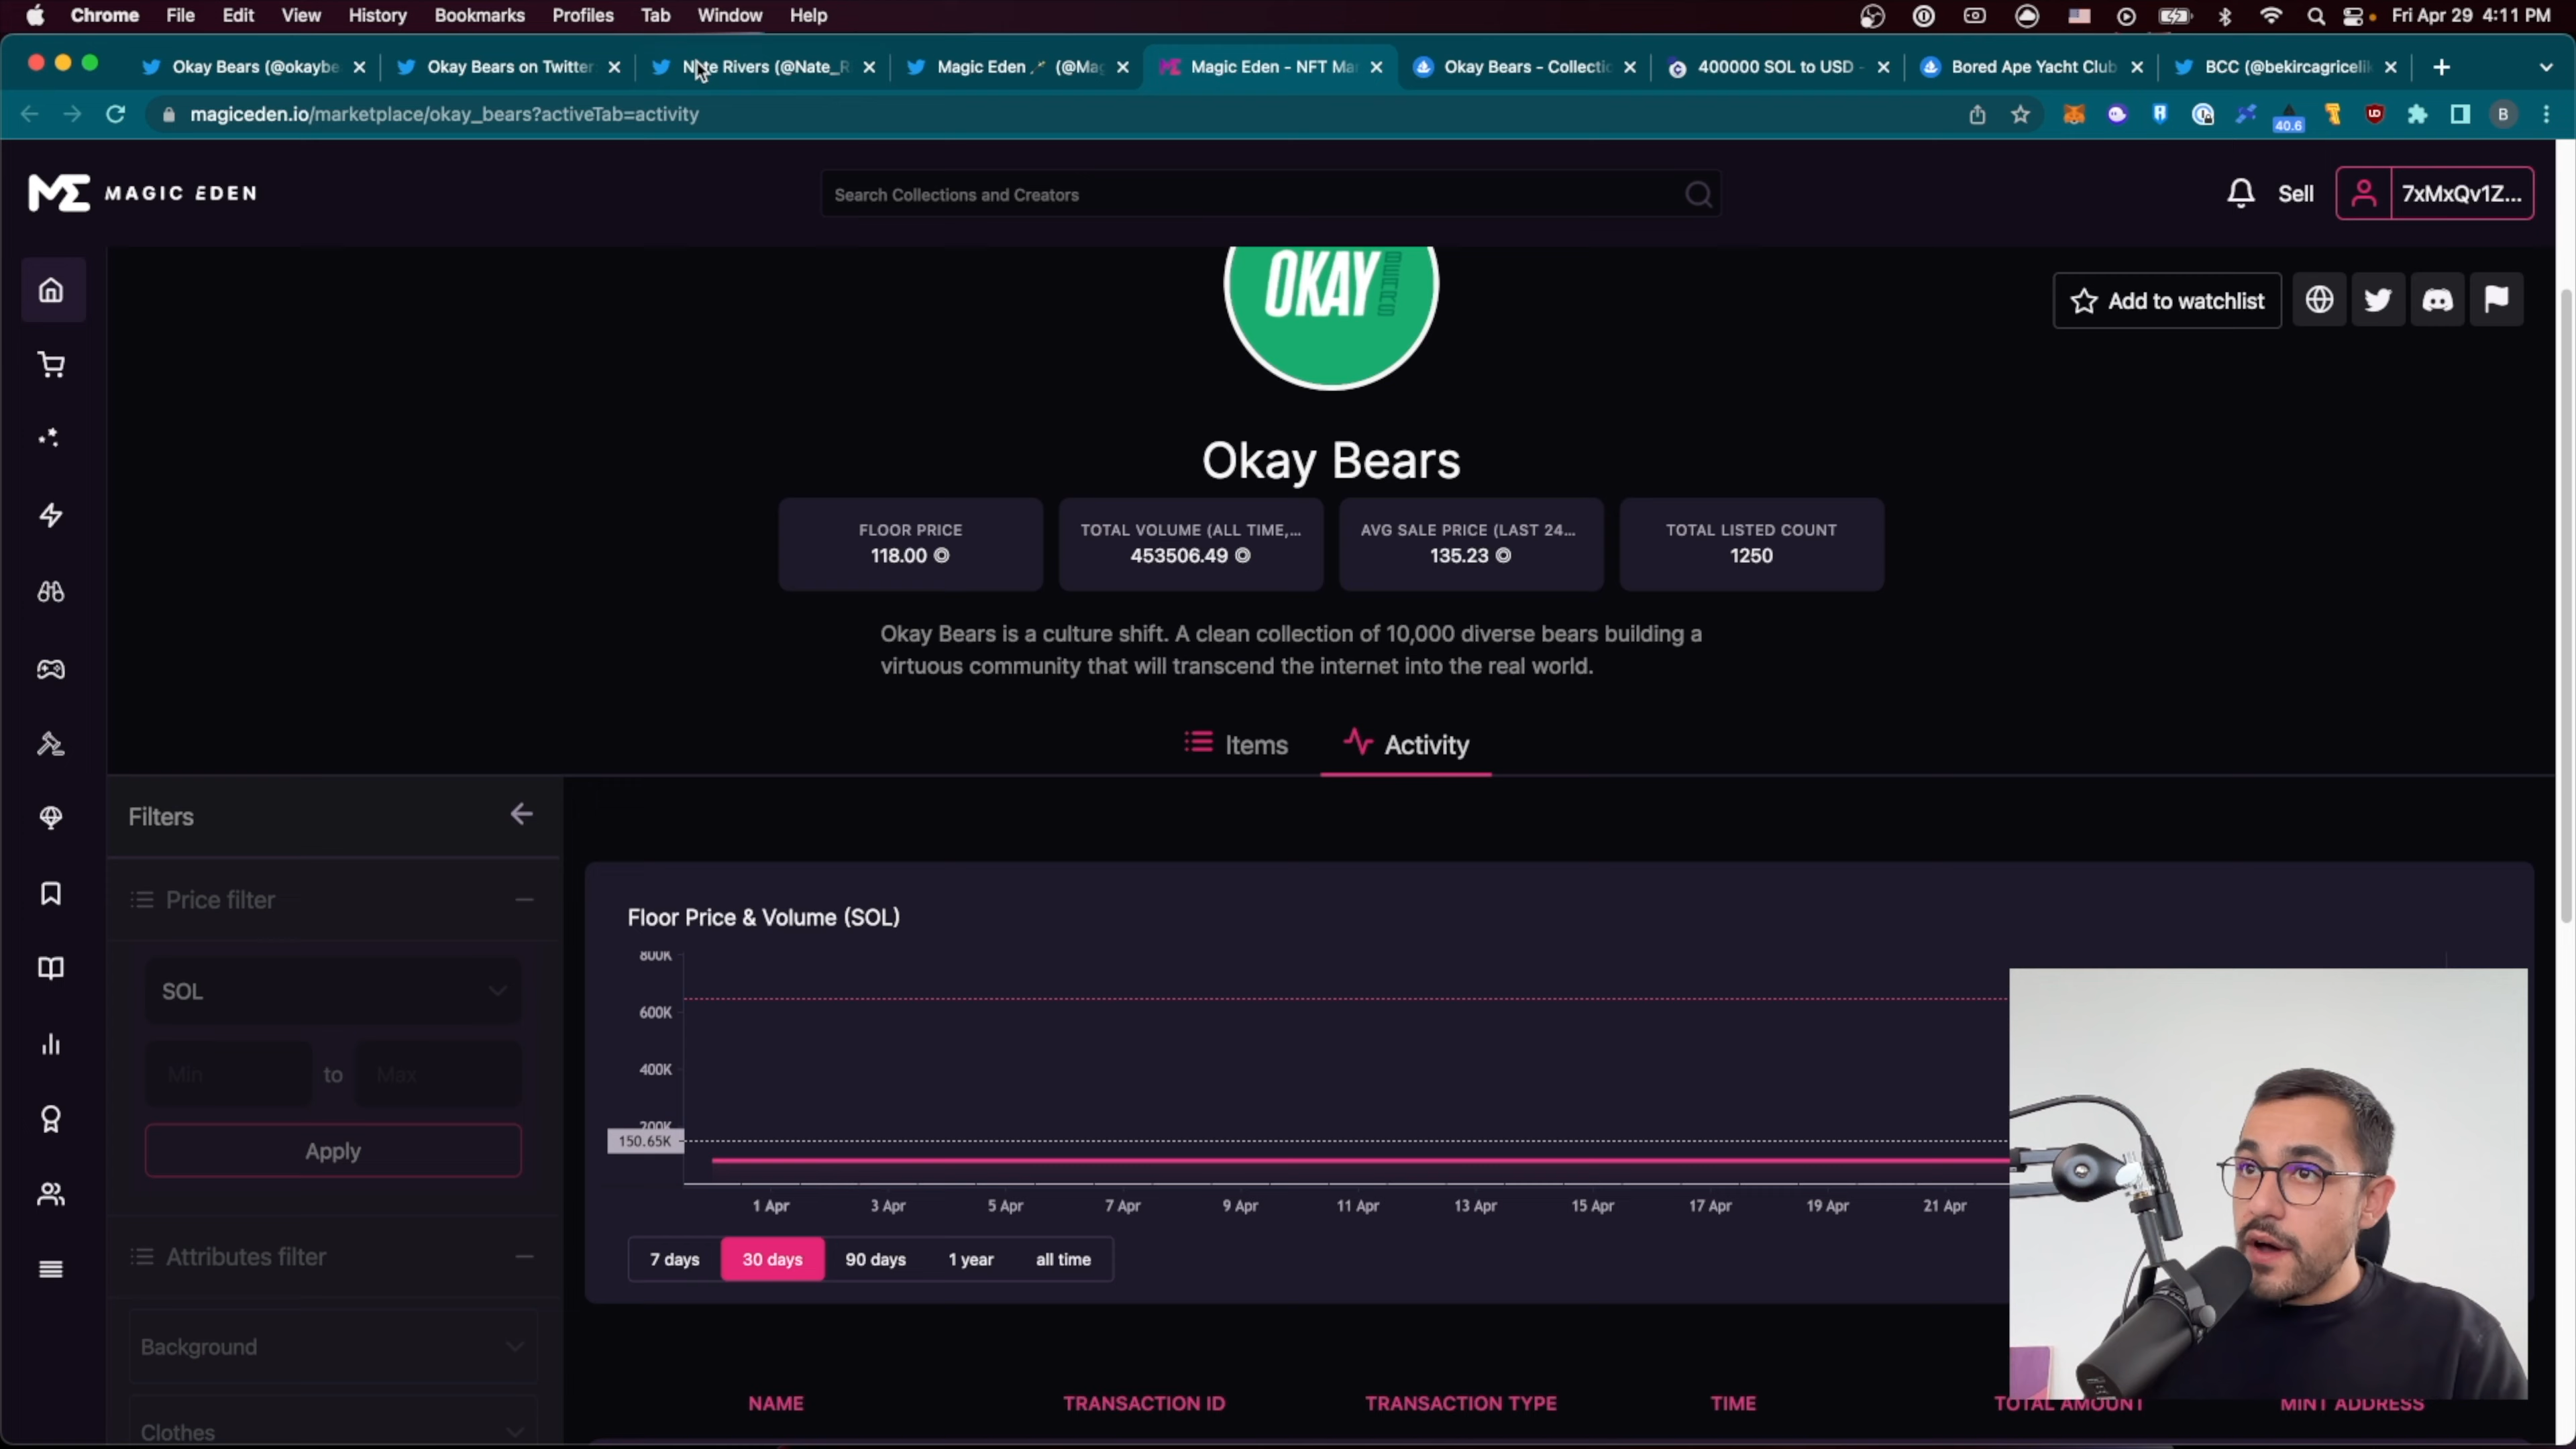 Chrome File Edit View History Bookmarks Profiles Tab Window Help Fri Apr 29 4:11 PM
Okay Bears (@okaybe Okay Bears on Twitter Nate Rivers (@Nate_R Magic Eden (@Mag Magic Eden - NFT Mar Okay Bears - Collectic 400000 SOL to USD - Bored Ape Yacht Club BCC (@bekircagricelik
magiceden.io/marketplace/okay_bears?activeTab=activity 40.6 B
ME MAGIC EDEN Search Collections and Creators Sell 7xMxQv1Z...
OKAY BEARS
Add to watchlist
Okay Bears
FLOOR PRICE TOTAL VOLUME (ALL TIME,... AVG SALE PRICE (LAST 24... TOTAL LISTED COUNT
118.00 453506.49 135.23 1250
Okay Bears is a culture shift. A clean collection of 10,000 diverse bears building a
virtuous community that will transcend the internet into the real world.
Items Activity
Filters
Price filter
SOL
Min to Max
Apply
Attributes filter
Background
Clothes
Floor Price & Volume (SOL)
800K
600K
400K
200K
150.65K
1 Apr 3 Apr 5 Apr 7 Apr 9 Apr 11 Apr 13 Apr 15 Apr 17 Apr 19 Apr 21 Apr
7 days 30 days 90 days 1 year all time
NAME TRANSACTION ID TRANSACTION TYPE TIME TOTAL AMOUNT MINT ADDRESS